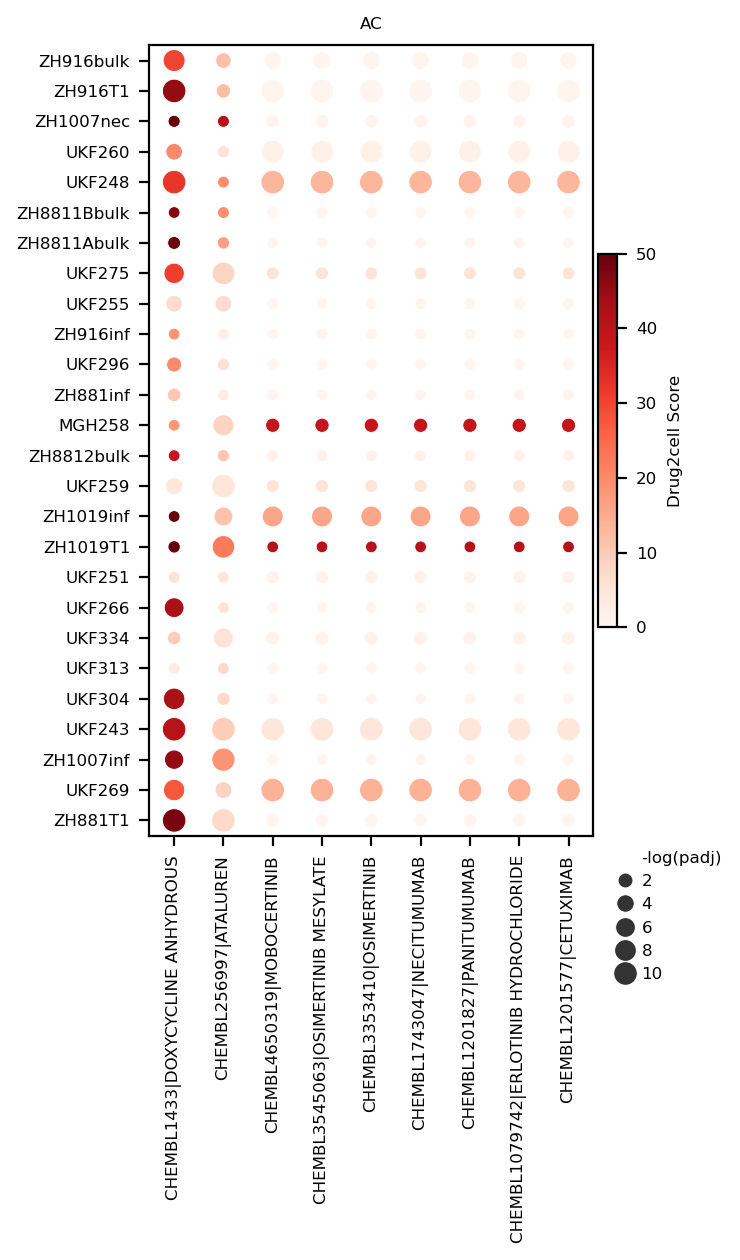 AC
ZH916bulk
ZH916T1
ZH1007nec
UKF260
UKF248
ZH8811Bbulk
ZH8811Abulk
UKF275
UKF255
ZH916inf
UKF296
ZH881inf
MGH258
ZH8812bulk
UKF259
ZH1019inf
ZH1019T1
UKF251
UKF266
UKF334
UKF313
UKF304
UKF243
ZH1007inf
UKF269
ZH881T1
50
40
30
20
10
0
Drug2cell Score
-log(padj)
2
4
6
8
10
CHEMBL1433|DOXYCYCLINE ANHYDROUS
CHEMBL256997|ATALUREN
CHEMBL4650319|MOBOCERTINIB
CHEMBL3545063|OSIMERTINIB MESYLATE
CHEMBL3353410|OSIMERTINIB
CHEMBL1743047|NECITUMUMAB
CHEMBL1201827|PANITUMUMAB
CHEMBL1079742|ERLOTINIB HYDROCHLORIDE
CHEMBL1201577|CETUXIMAB